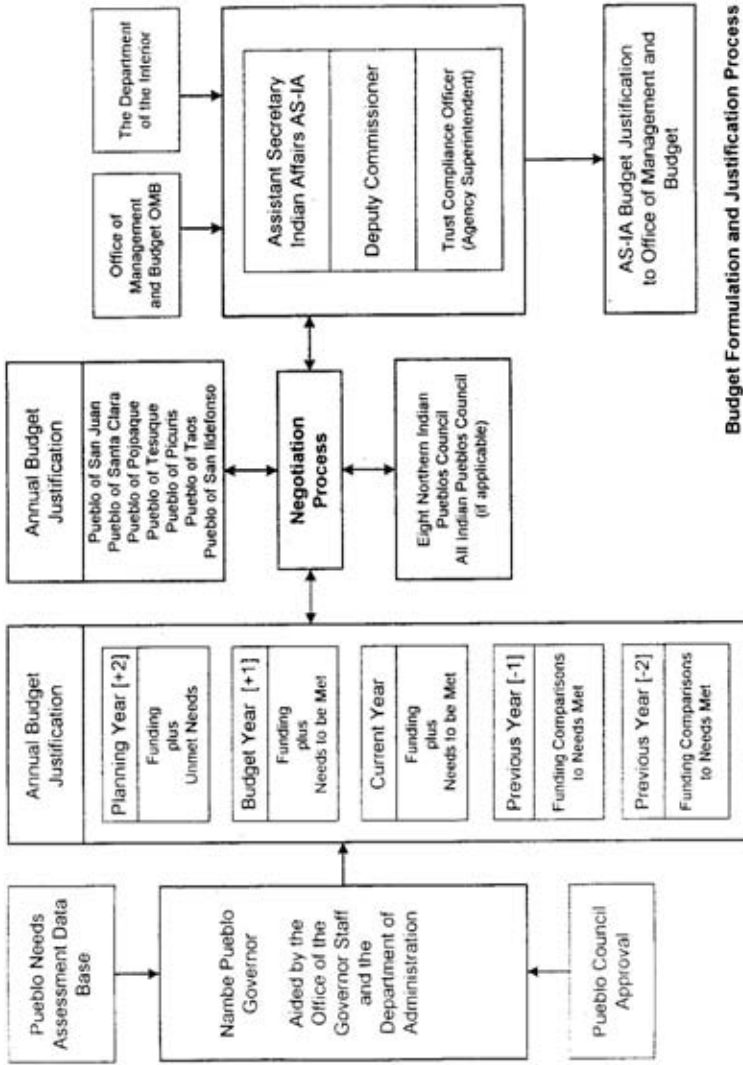 Pueblo Needs
Assessment Data
Base
Nambe Pueblo
Governor
Aided by the
Office of the
Governor Staff
and the
Department of
Administration
Pueblo Council
Approval
Annual Budget
Justification
Planning Year [+2]
Funding
plus
Unmet Needs
Budget Year [+1]
Funding
plus
Needs to be Met
Current Year
Funding
plus
Needs to be Met
Previous Year [-1]
Funding Comparisons
to Needs Met
Previous Year [-2]
Funding Comparisons
to Needs Met
Annual Budget
Justification
Pueblo of San Juan
Pueblo of Santa Clara
Pueblo of Pojoaque
Pueblo of Tesuque
Pueblo of Picuris
Pueblo of Taos
Pueblo of San Ildefonso
Negotiation
Process
Eight Northern Indian
Pueblos Council
All Indian Pueblos Council
(if applicable)
Office of
Management
and Budget OMB
The Department
of the Interior
Assistant Secretary
Indian Affairs AS-IA
Deputy Commissioner
Trust Compliance Officer
(Agency Superintendent)
AS-IA Budget Justification
to Office of Management and
Budget
Budget Formulation and Justification Process